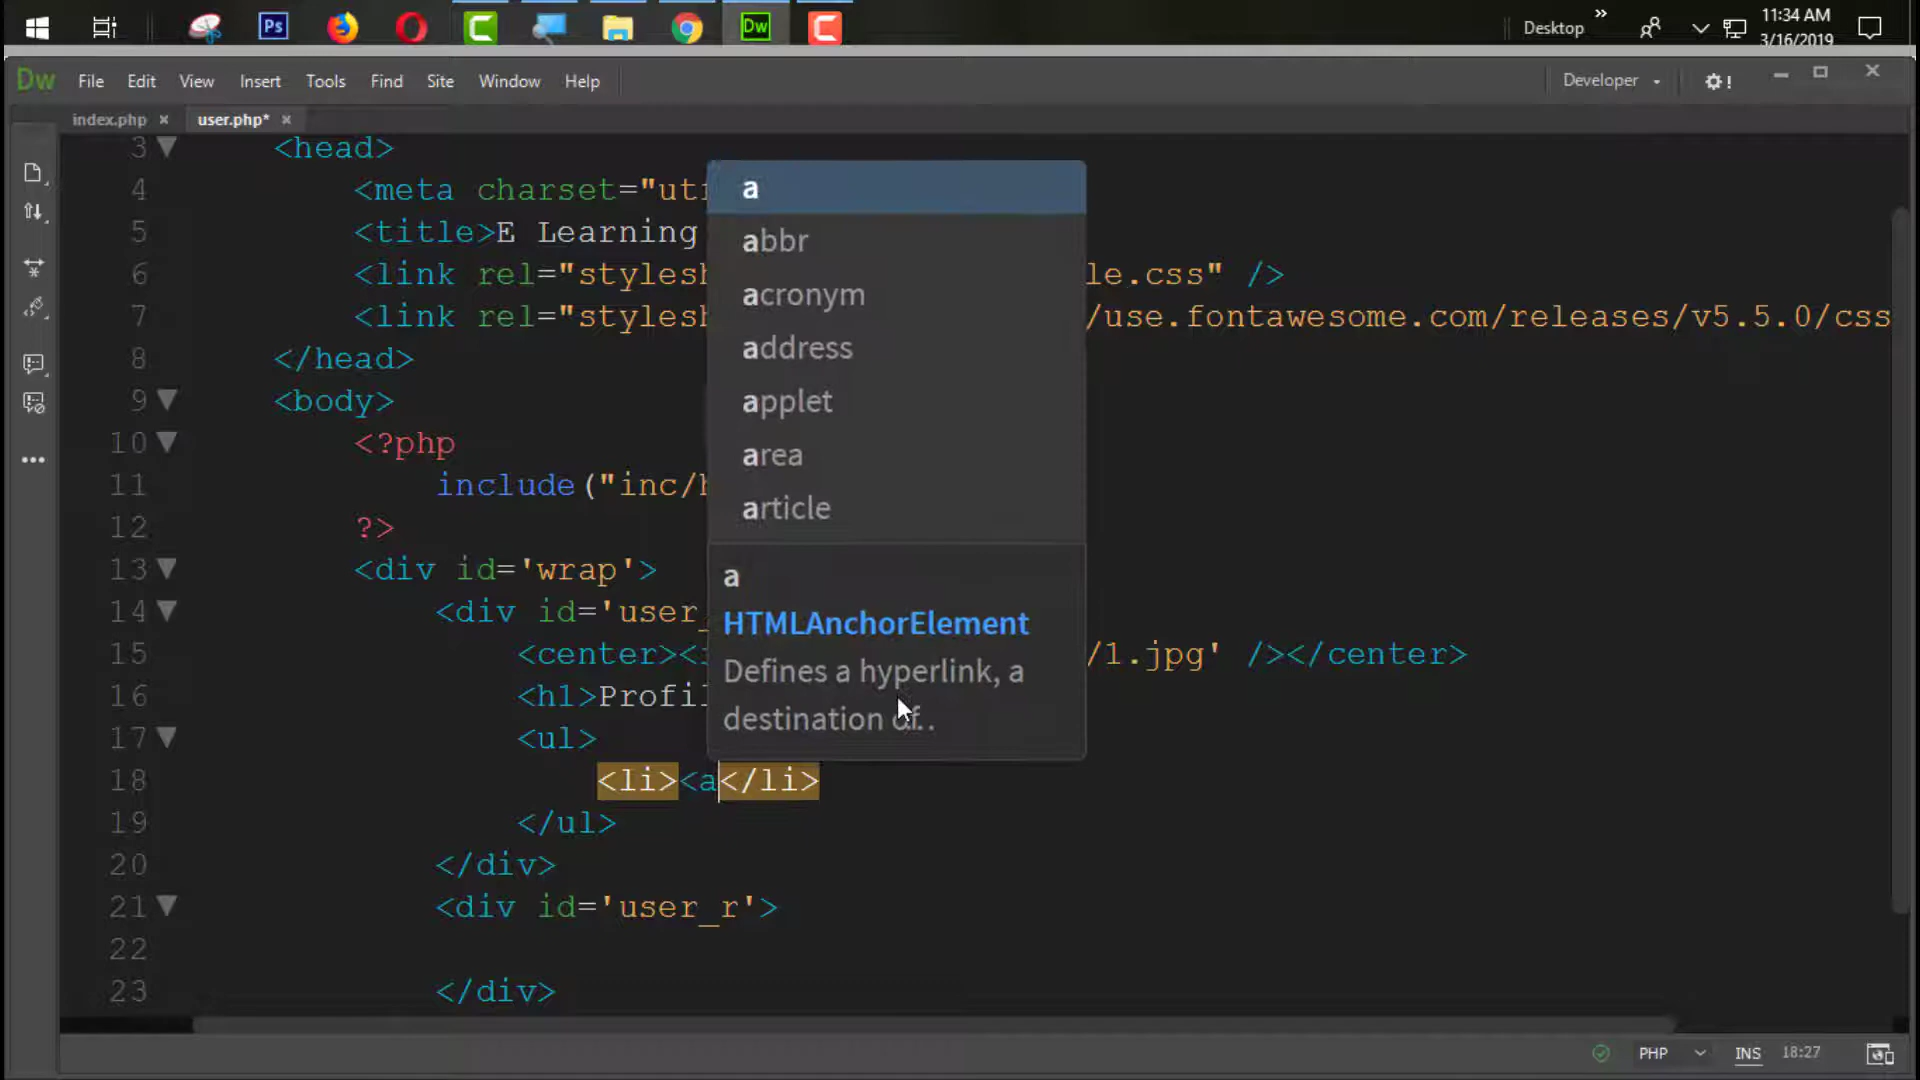 Ps
Dw
Desktop
»
11:34 AM
3/16/2019
Dw File Edit View Insert Tools Find Site Window Help
Developer
index.php × user.php* ×
3 <head>
4 <meta charset="ut
5 <title>E Learning
6 <link rel="stylesh le.css" />
7 <link rel="stylesh /use.fontawesome.com/releases/v5.5.0/css
8 </head>
9 <body>
10 <?php
11 include("inc/h
12 ?>
13 <div id='wrap'>
14 <div id='user_
15 <center>< /1.jpg' /></center>
16 <h1>Profil
17 <ul>
18 <li><a</li>
19 </ul>
20 </div>
21 <div id='user_r'>
22
23 </div>
a
abbr
acronym
address
applet
area
article
a
HTMLAnchorElement
Defines a hyperlink, a
destination of..
PHP INS 18:27